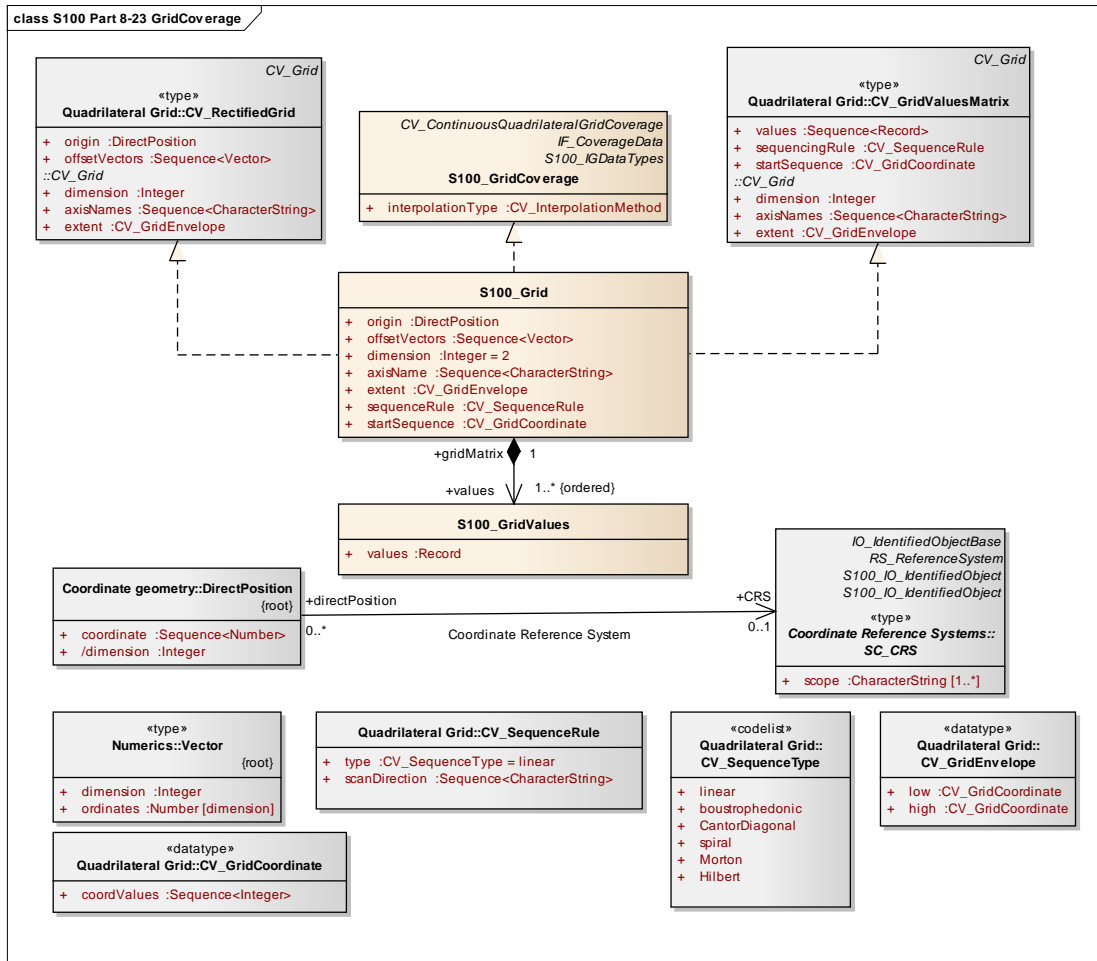 class S100 Part 8-23 GridCoverage
CV_Grid
«type»
Quadrilateral Grid::CV_RectifiedGrid
+ origin :DirectPosition
+ offsetVectors :Sequence<Vector>
::CV_Grid
+ dimension :Integer
+ axisNames :Sequence<CharacterString>
+ extent :CV_GridEnvelope
CV_ContinuousQuadrilateralGridCoverage
IF_CoverageData
S100_IGDataTypes
S100_GridCoverage
+ interpolationType :CV_InterpolationMethod
CV_Grid
«type»
Quadrilateral Grid::CV_GridValuesMatrix
+ values :Sequence<Record>
+ sequencingRule :CV_SequenceRule
+ startSequence :CV_GridCoordinate
::CV_Grid
+ dimension :Integer
+ axisNames :Sequence<CharacterString>
+ extent :CV_GridEnvelope
S100_Grid
+ origin :DirectPosition
+ offsetVectors :Sequence<Vector>
+ dimension :Integer = 2
+ axisName :Sequence<CharacterString>
+ extent :CV_GridEnvelope
+ sequenceRule :CV_SequenceRule
+ startSequence :CV_GridCoordinate
+gridMatrix 1
+values 1..* {ordered}
S100_GridValues
+ values :Record
Coordinate geometry::DirectPosition
{root}
+ coordinate :Sequence<Number>
+ /dimension :Integer
+directPosition
0..*
Coordinate Reference System
+CRS
0..1
IO_IdentifiedObjectBase
RS_ReferenceSystem
S100_IO_IdentifiedObject
S100_IO_IdentifiedObject
«type»
Coordinate Reference Systems::
SC_CRS
+ scope :CharacterString [1..*]
«type»
Numerics::Vector
{root}
+ dimension :Integer
+ ordinates :Number [dimension]
Quadrilateral Grid::CV_SequenceRule
+ type :CV_SequenceType = linear
+ scanDirection :Sequence<CharacterString>
«codelist»
Quadrilateral Grid::
CV_SequenceType
+ linear
+ boustrophedonic
+ CantorDiagonal
+ spiral
+ Morton
+ Hilbert
«datatype»
Quadrilateral Grid::
CV_GridEnvelope
+ low :CV_GridCoordinate
+ high :CV_GridCoordinate
«datatype»
Quadrilateral Grid::CV_GridCoordinate
+ coordValues :Sequence<Integer>